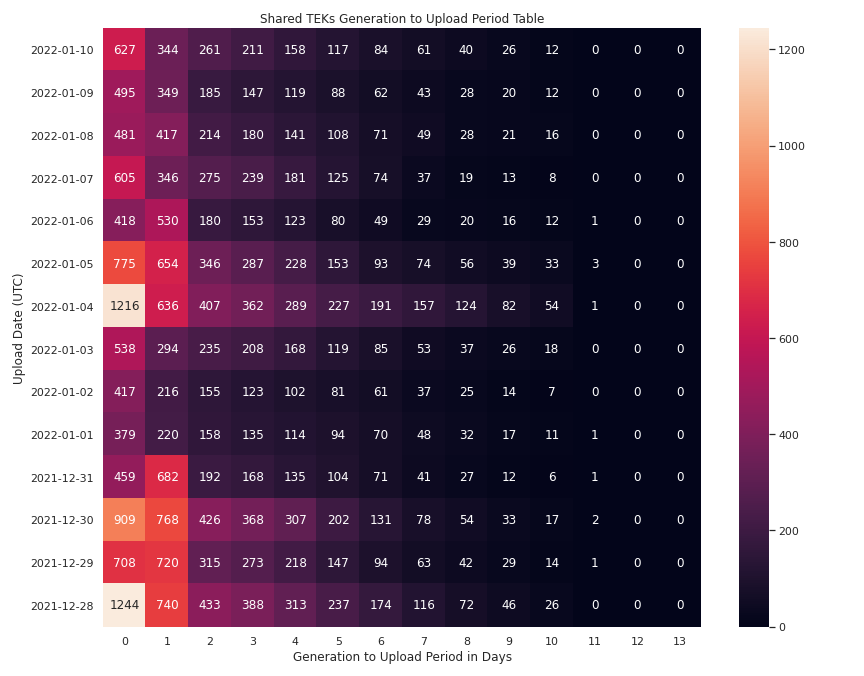 Shared TEKs Generation to Upload Period Table
2022-01-10 627 344 261 211 158 117 84 61 40 26 12 0 0 0
2022-01-09 495 349 185 147 119 88 62 43 28 20 12 0 0 0
2022-01-08 481 417 214 180 141 108 71 49 28 21 16 0 0 0
2022-01-07 605 346 275 239 181 125 74 37 19 13 8 0 0 0
2022-01-06 418 530 180 153 123 80 49 29 20 16 12 1 0 0
2022-01-05 775 654 346 287 228 153 93 74 56 39 33 3 0 0
2022-01-04 1216 636 407 362 289 227 191 157 124 82 54 1 0 0
2022-01-03 538 294 235 208 168 119 85 53 37 26 18 0 0 0
2022-01-02 417 216 155 123 102 81 61 37 25 14 7 0 0 0
2022-01-01 379 220 158 135 114 94 70 48 32 17 11 1 0 0
2021-12-31 459 682 192 168 135 104 71 41 27 12 6 1 0 0
2021-12-30 909 768 426 368 307 202 131 78 54 33 17 2 0 0
2021-12-29 708 720 315 273 218 147 94 63 42 29 14 1 0 0
2021-12-28 1244 740 433 388 313 237 174 116 72 46 26 0 0 0
0 1 2 3 4 5 6 7 8 9 10 11 12 13
Generation to Upload Period in Days
Upload Date (UTC)
1200
1000
800
600
400
200
0